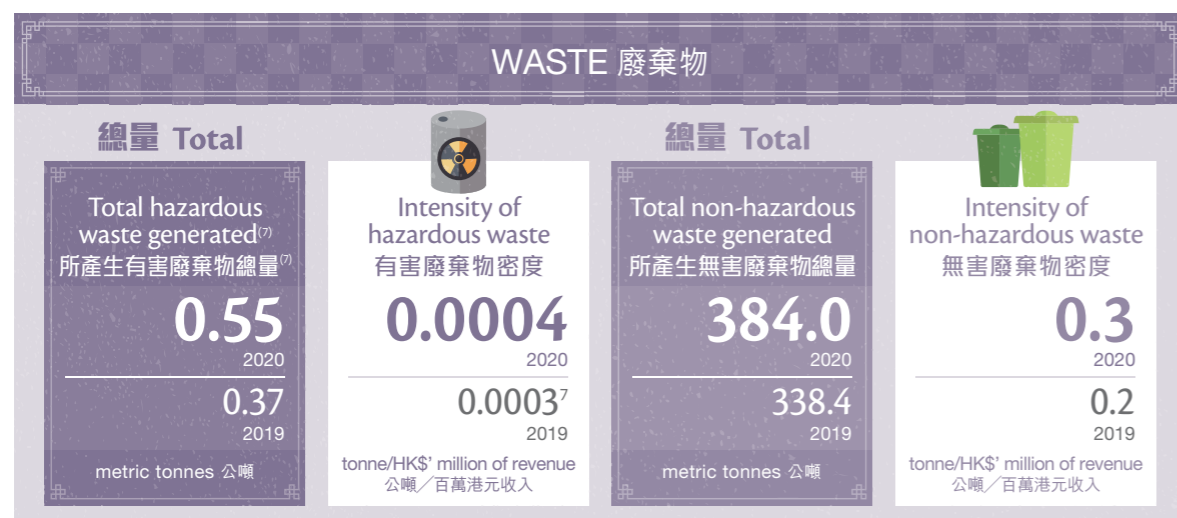 WASTE 廢棄物
總量 Total
Total hazardous
waste generated(7)
所產生有害廢棄物總量(7)
0.55
2020
0.37
2019
metric tonnes 公噸
Intensity of
hazardous waste
有害廢棄物密度
0.0004
2020
0.00037
2019
tonne/HK$' million of revenue
公噸╱百萬港元收入
總量 Total
Total non-hazardous
waste generated
所產生無害廢棄物總量
384.0
2020
338.4
2019
metric tonnes 公噸
Intensity of
non-hazardous waste
無害廢棄物密度
0.3
2020
0.2
2019
tonne/HK$' million of revenue
公噸╱百萬港元收入